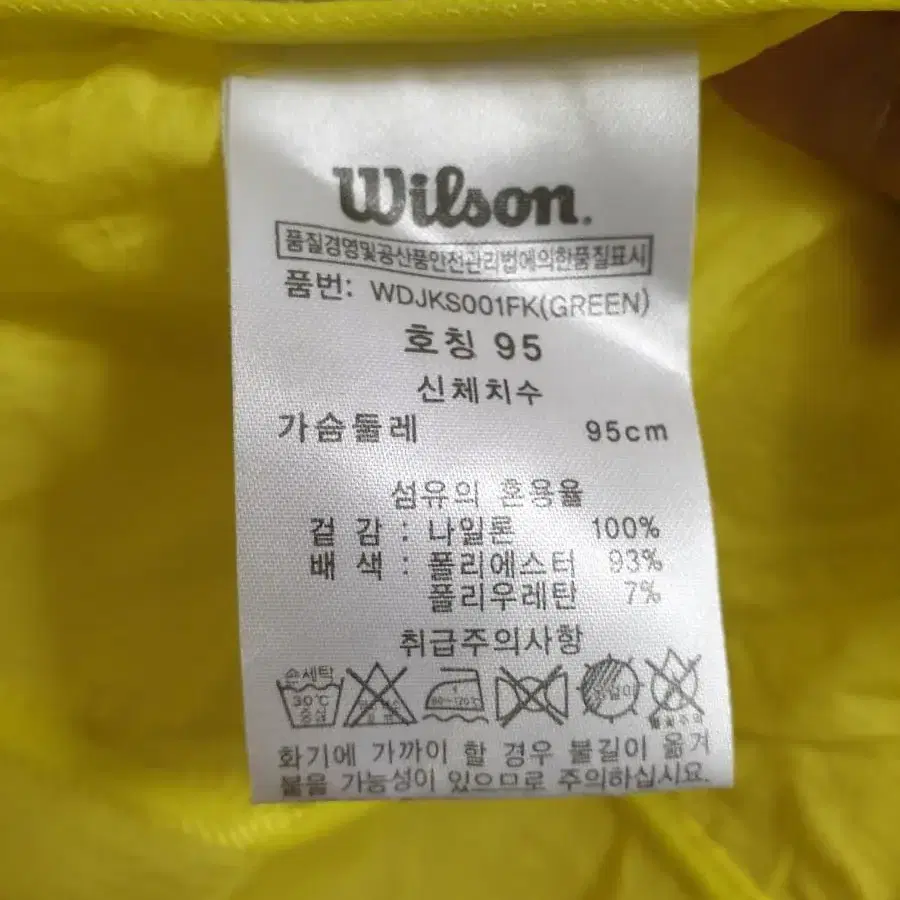 Wilson.
품질경영및공산품안전관리법에의한품질표시
품번: WDJKS001FK(GREEN)
호칭 95
신체치수
가슴둘레 95cm
섬유의 혼용율
겉 감 : 나일론 100%
배 색 : 폴리에스터 93%
폴리우레탄 7%
취급주의사항
손세탁
30℃
중성
80~120℃
화기에 가까이 할 경우 불길이 옮겨
붙을 가능성이 있으므로 주의하십시요.